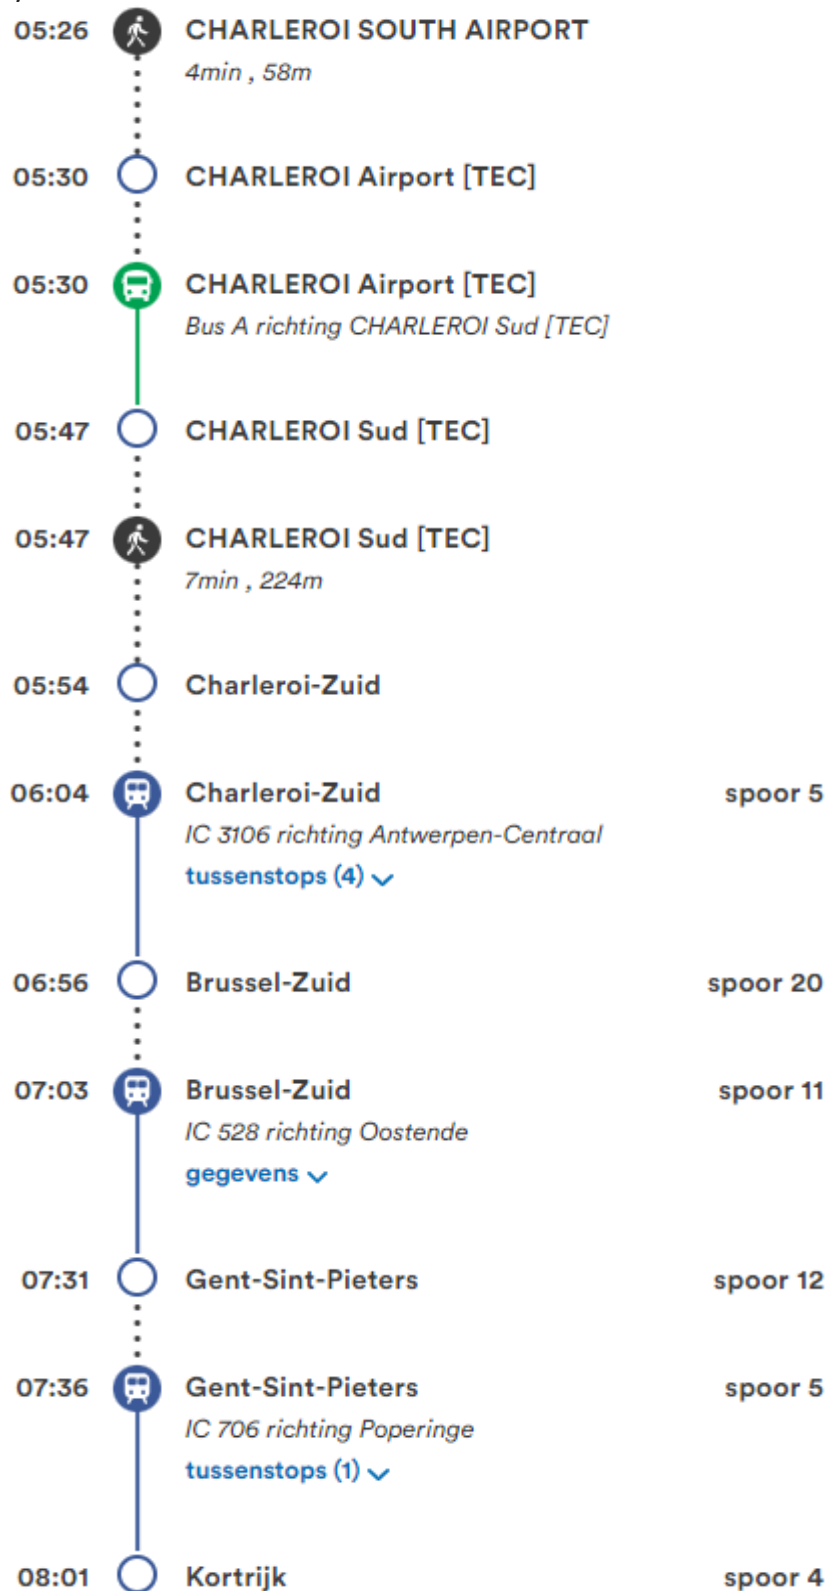 05:26 CHARLEROI SOUTH AIRPORT
4min , 58m
05:30 CHARLEROI Airport [TEC]
05:30 CHARLEROI Airport [TEC]
Bus A richting CHARLEROI Sud [TEC]
05:47 CHARLEROI Sud [TEC]
05:47 CHARLEROI Sud [TEC]
7min , 224m
05:54 Charleroi-Zuid
06:04 Charleroi-Zuid spoor 5
IC 3106 richting Antwerpen-Centraal
tussenstops (4)
06:56 Brussel-Zuid spoor 20
07:03 Brussel-Zuid spoor 11
IC 528 richting Oostende
gegevens
07:31 Gent-Sint-Pieters spoor 12
07:36 Gent-Sint-Pieters spoor 5
IC 706 richting Poperinge
tussenstops (1)
08:01 Kortrijk spoor 4